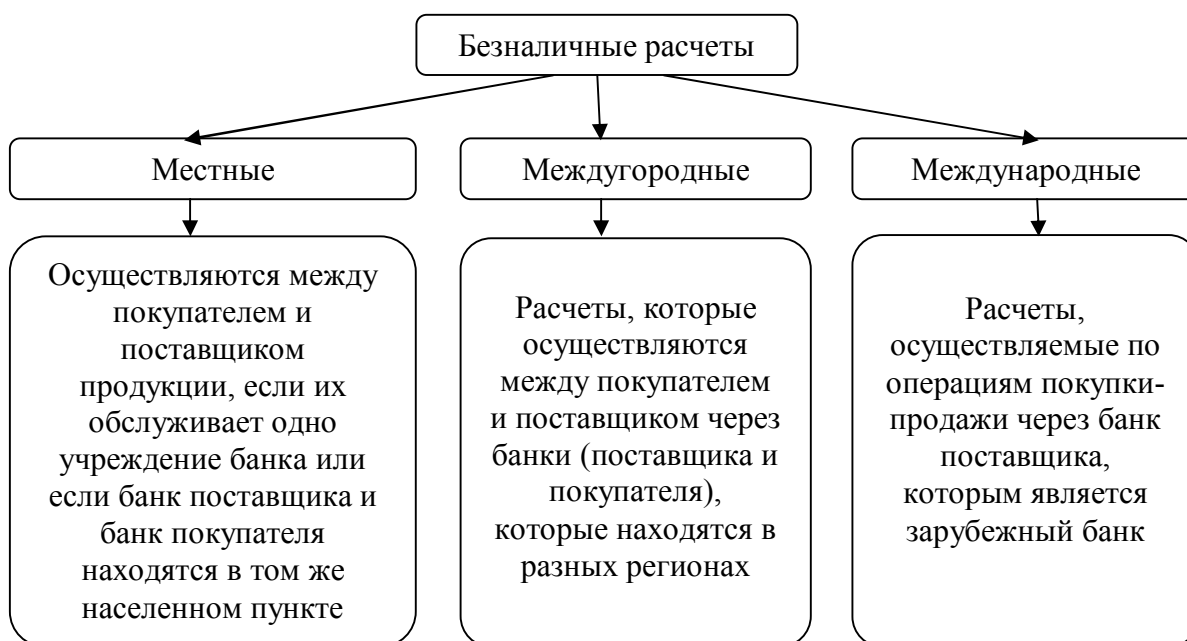 Безналичные расчеты
Местные
Междугородные
Международные
Осуществляются между
покупателем и
поставщиком
продукции, если их
обслуживает одно
учреждение банка или
если банк поставщика и
банк покупателя
находятся в том же
населенном пункте
Расчеты, которые
осуществляются
между покупателем
и поставщиком через
банки (поставщика и
покупателя),
которые находятся в
разных регионах
Расчеты,
осуществляемые по
операциям покупки-
продажи через банк
поставщика,
которым является
зарубежный банк